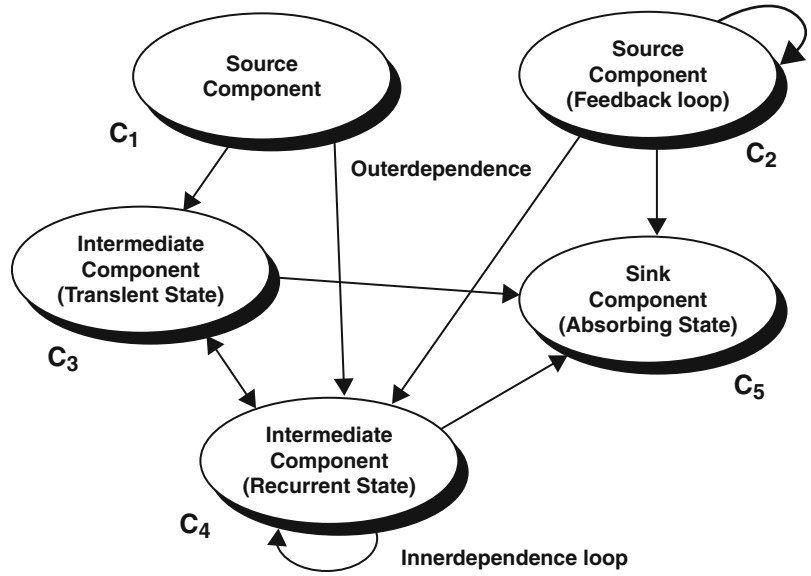 Source
Component
C1
Source
Component
(Feedback loop)
C2
Outerdependence
Intermediate
Component
(Translent State)
C3
Sink
Component
(Absorbing State)
C5
Intermediate
Component
(Recurrent State)
C4
Innerdependence loop